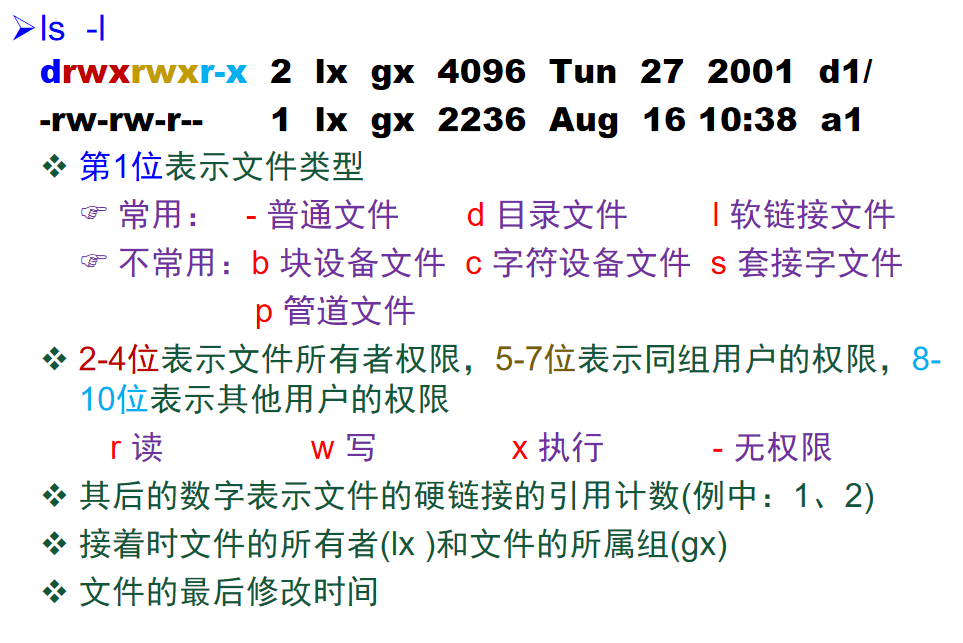 ➢ls -l
drwxrwxr-x 2 lx gx 4096 Tun 27 2001 d1/
-rw-rw-r-- 1 lx gx 2236 Aug 16 10:38 a1
❖ 第1位表示文件类型
☞ 常用： - 普通文件 d 目录文件 l 软链接文件
☞ 不常用：b 块设备文件 c 字符设备文件 s 套接字文件
p 管道文件
❖ 2-4位表示文件所有者权限，5-7位表示同组用户的权限，8-
10位表示其他用户的权限
r 读 w 写 x 执行 - 无权限
❖ 其后的数字表示文件的硬链接的引用计数(例中：1、2)
❖ 接着时文件的所有者(lx )和文件的所属组(gx)
❖ 文件的最后修改时间